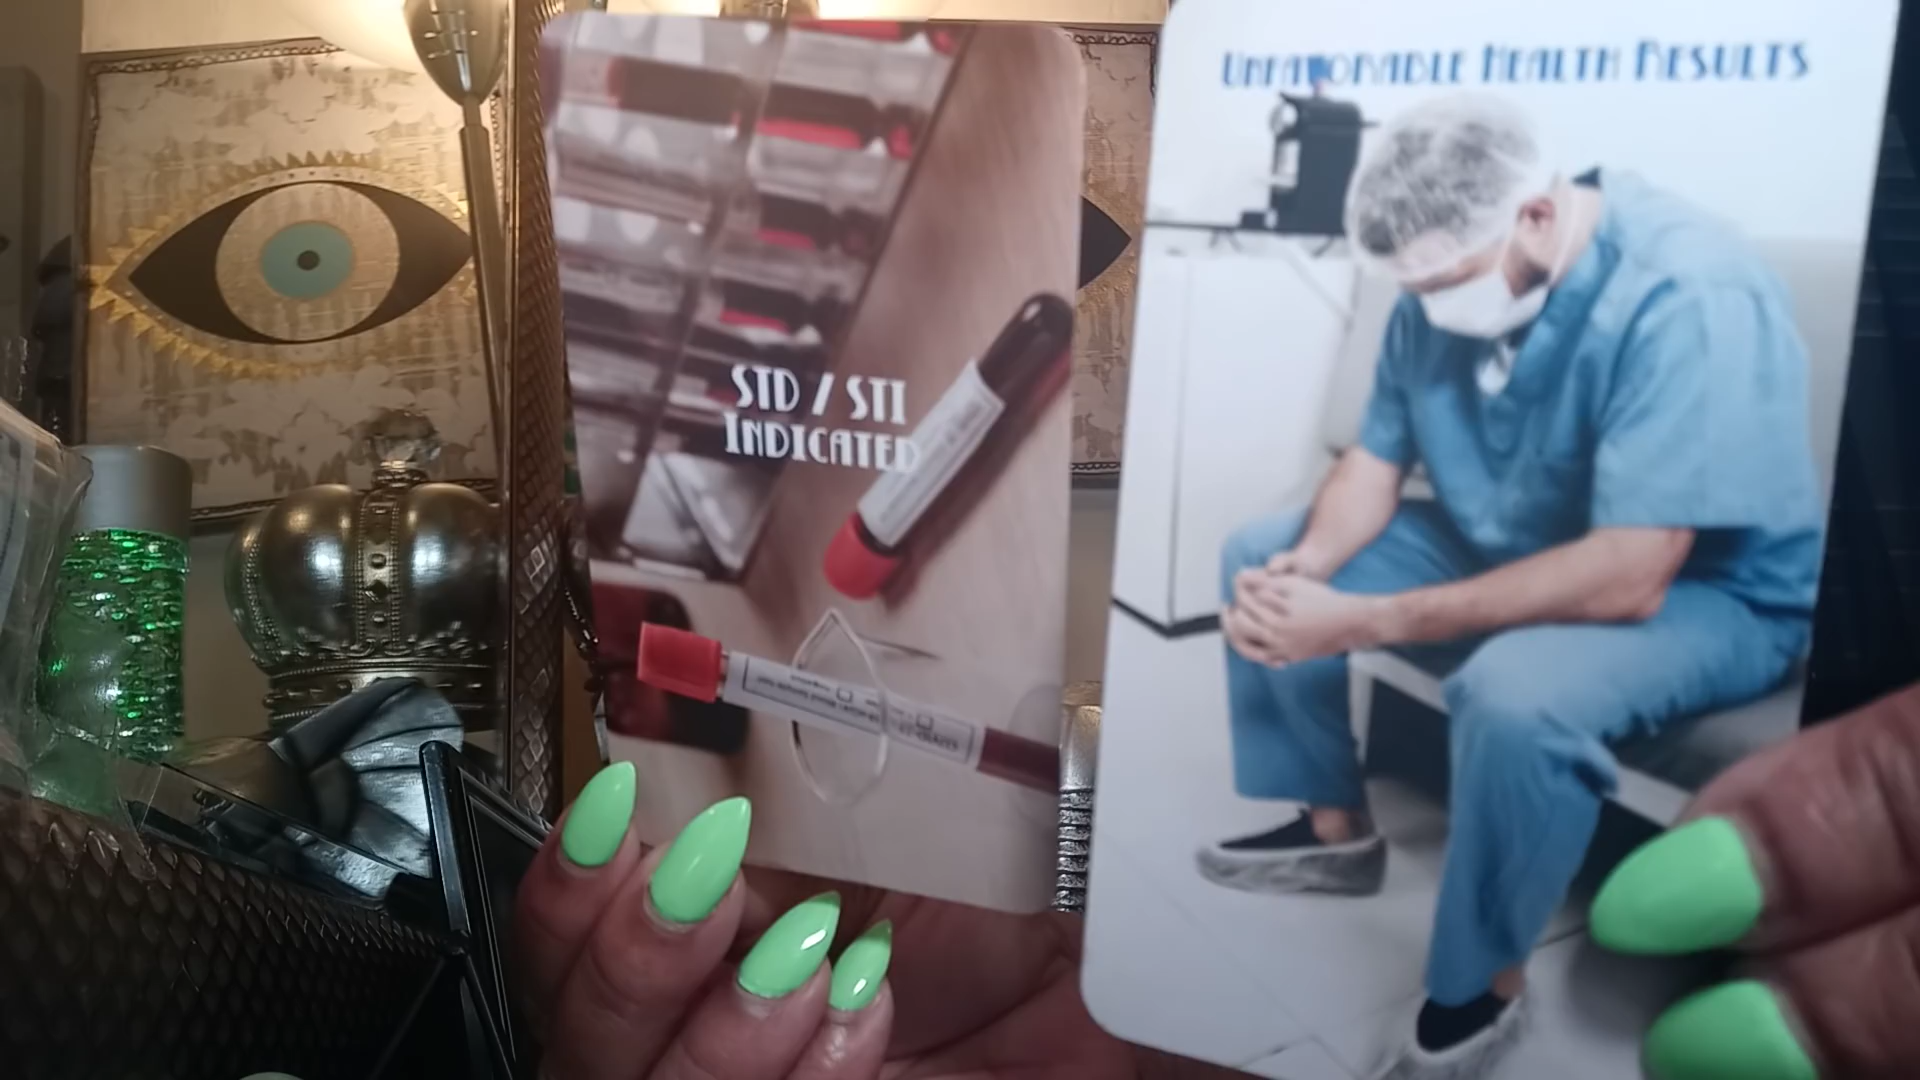 STD / STI
INDICATED
UNFAVORABLE HEALTH RESULTS